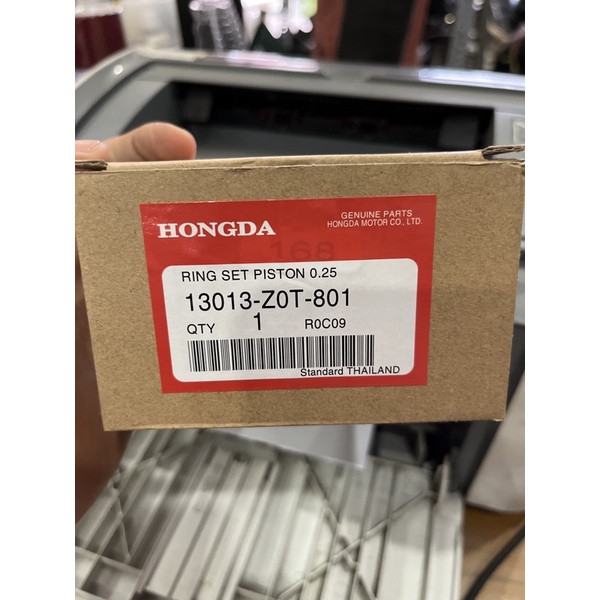 HONGDA
GENUINE PARTS
HONGDA MOTOR CO., LTD.
168
RING SET PISTON 0.25
13013-Z0T-801
QTY 1 R0C09
Standard THAILAND